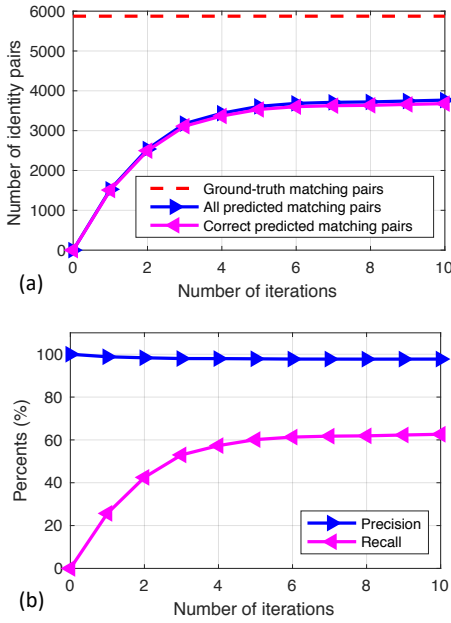 6000
5000
4000
3000
2000
1000
0
Number of identity pairs
Ground-truth matching pairs
All predicted matching pairs
Correct predicted matching pairs
0 2 4 6 8 10
Number of iterations
(a)
100
80
60
40
20
0
Percents (%)
Precision
Recall
0 2 4 6 8 10
Number of iterations
(b)